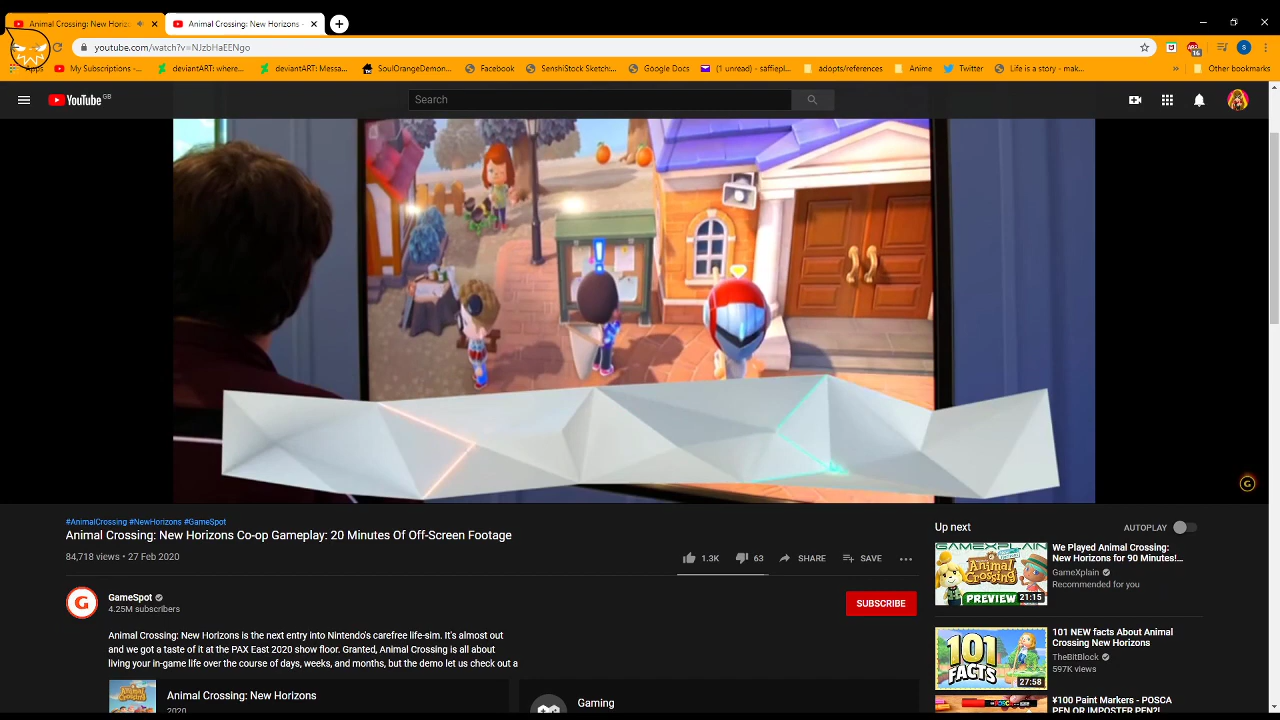 Animal Crossing: New Horiz
Animal Crossing: New Horizons -
youtube.com/watch?v=NJzbHaEENgo
16
S
Apps
My Subscriptions -...
deviantART: where...
deviantART: Messa...
SoulOrangeDemon...
Facebook
SenshiStock Sketch:...
Google Docs
(1 unread) - saffiepl...
adopts/references
Anime
Twitter
Life is a story - mak...
»
Other bookmarks
YouTube GB
Search
!
G
#AnimalCrossing #NewHorizons #GameSpot
Animal Crossing: New Horizons Co-op Gameplay: 20 Minutes Of Off-Screen Footage
84,718 views • 27 Feb 2020
1.3K
63
SHARE
SAVE
G
GameSpot
4.25M subscribers
SUBSCRIBE
Animal Crossing: New Horizons is the next entry into Nintendo's carefree life-sim. It's almost out
and we got a taste of it at the PAX East 2020 show floor. Granted, Animal Crossing is all about
living your in-game life over the course of days, weeks, and months, but the demo let us check out a
Animal Crossing: New Horizons
2020
Gaming
Up next
AUTOPLAY
GAMEXPLAIN
ANIMAL CROSSING
PREVIEW
21:15
We Played Animal Crossing:
New Horizons for 90 Minutes!...
GameXplain
Recommended for you
101
FACTS
27:58
101 NEW facts About Animal
Crossing New Horizons
TheBitBlock
597K views
¥100 Paint Markers - POSCA
PEN OR IMPOSTER PEN?!